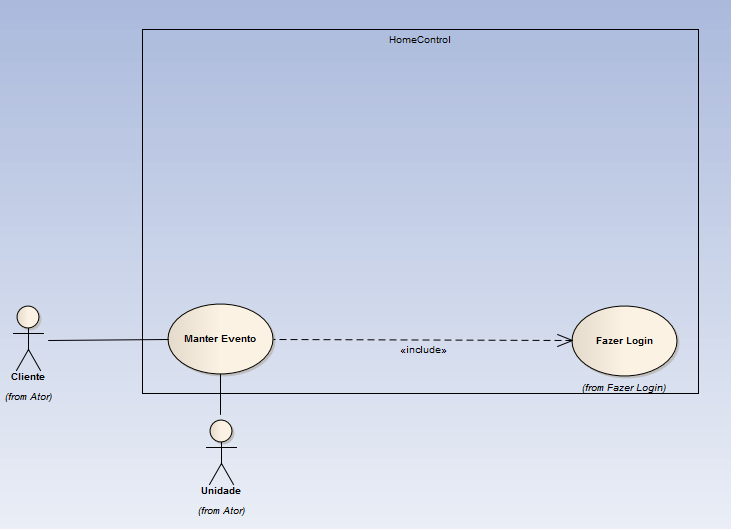 HomeControl
Manter Evento
Fazer Login
«include»
Cliente
(from Fazer Login)
(from Ator)
Unidade
(from Ator)